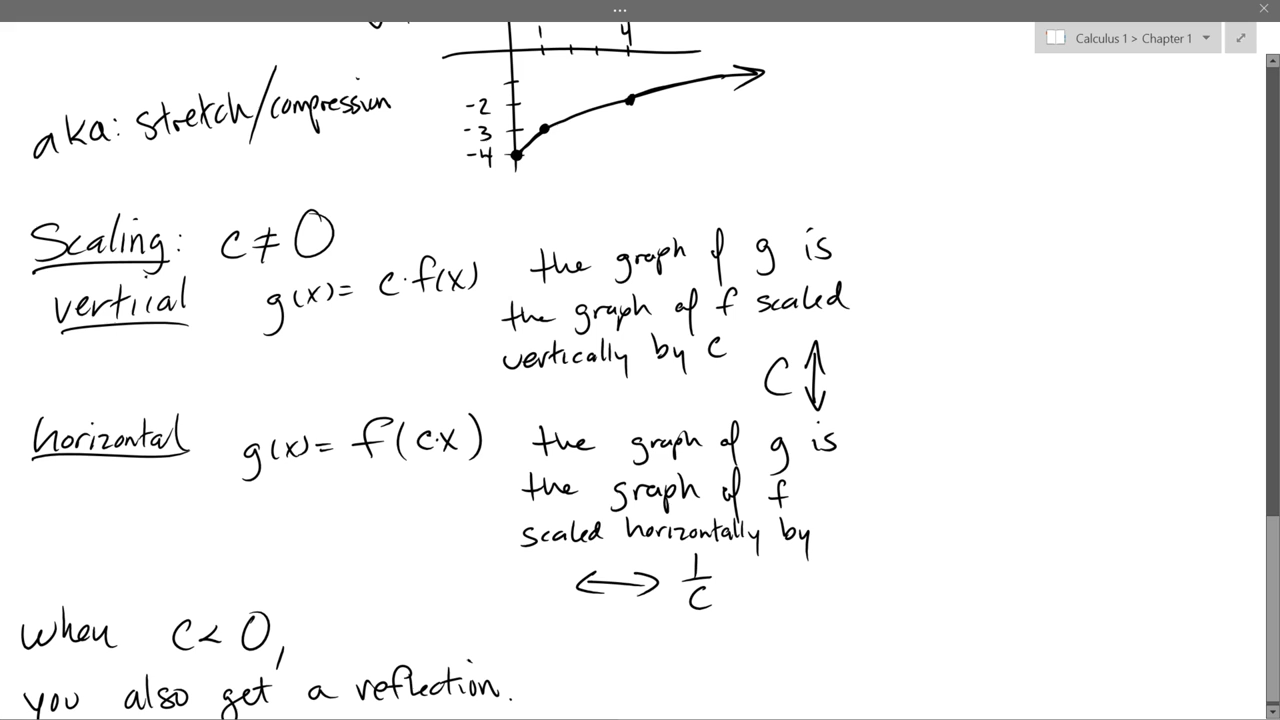 Calculus 1 > Chapter 1
1 4
-2
-3
-4
aka: stretch/compression
Scaling: c ≠ 0
vertical g(x) = c·f(x) the graph of g is
the graph of f scaled
vertically by c
C ↕
horizontal g(x) = f(c·x) the graph of g is
the graph of f
scaled horizontally by
↔ 1/c
When c < 0,
you also get a reflection.